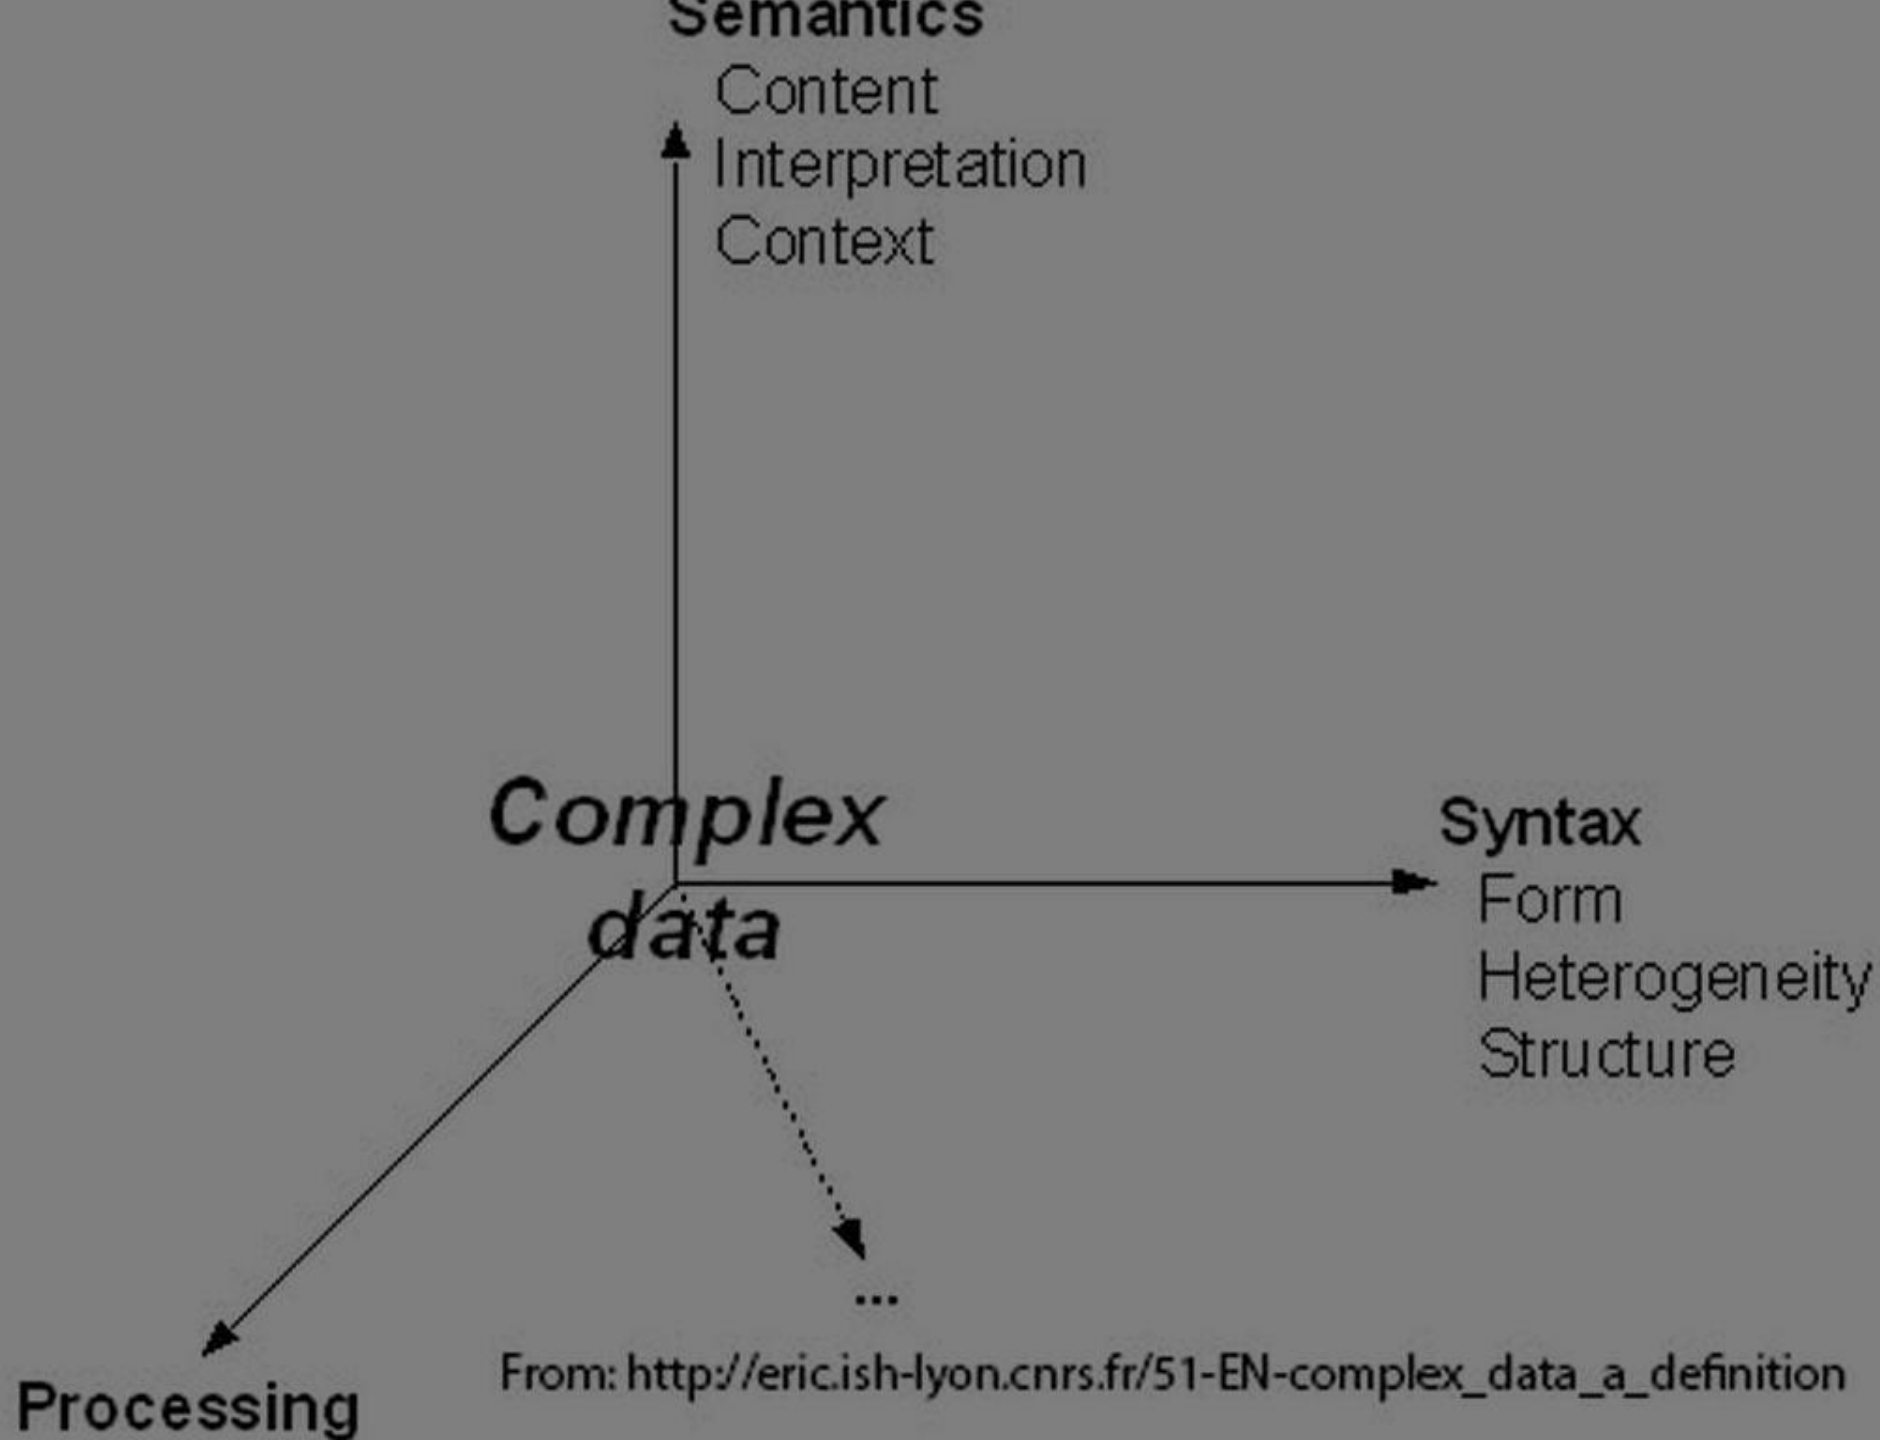 Semantics
Content
Interpretation
Context
Complex
data
Syntax
Form
Heterogeneity
Structure
...
Processing
From: http://eric.ish-lyon.cnrs.fr/51-EN-complex_data_a_definition